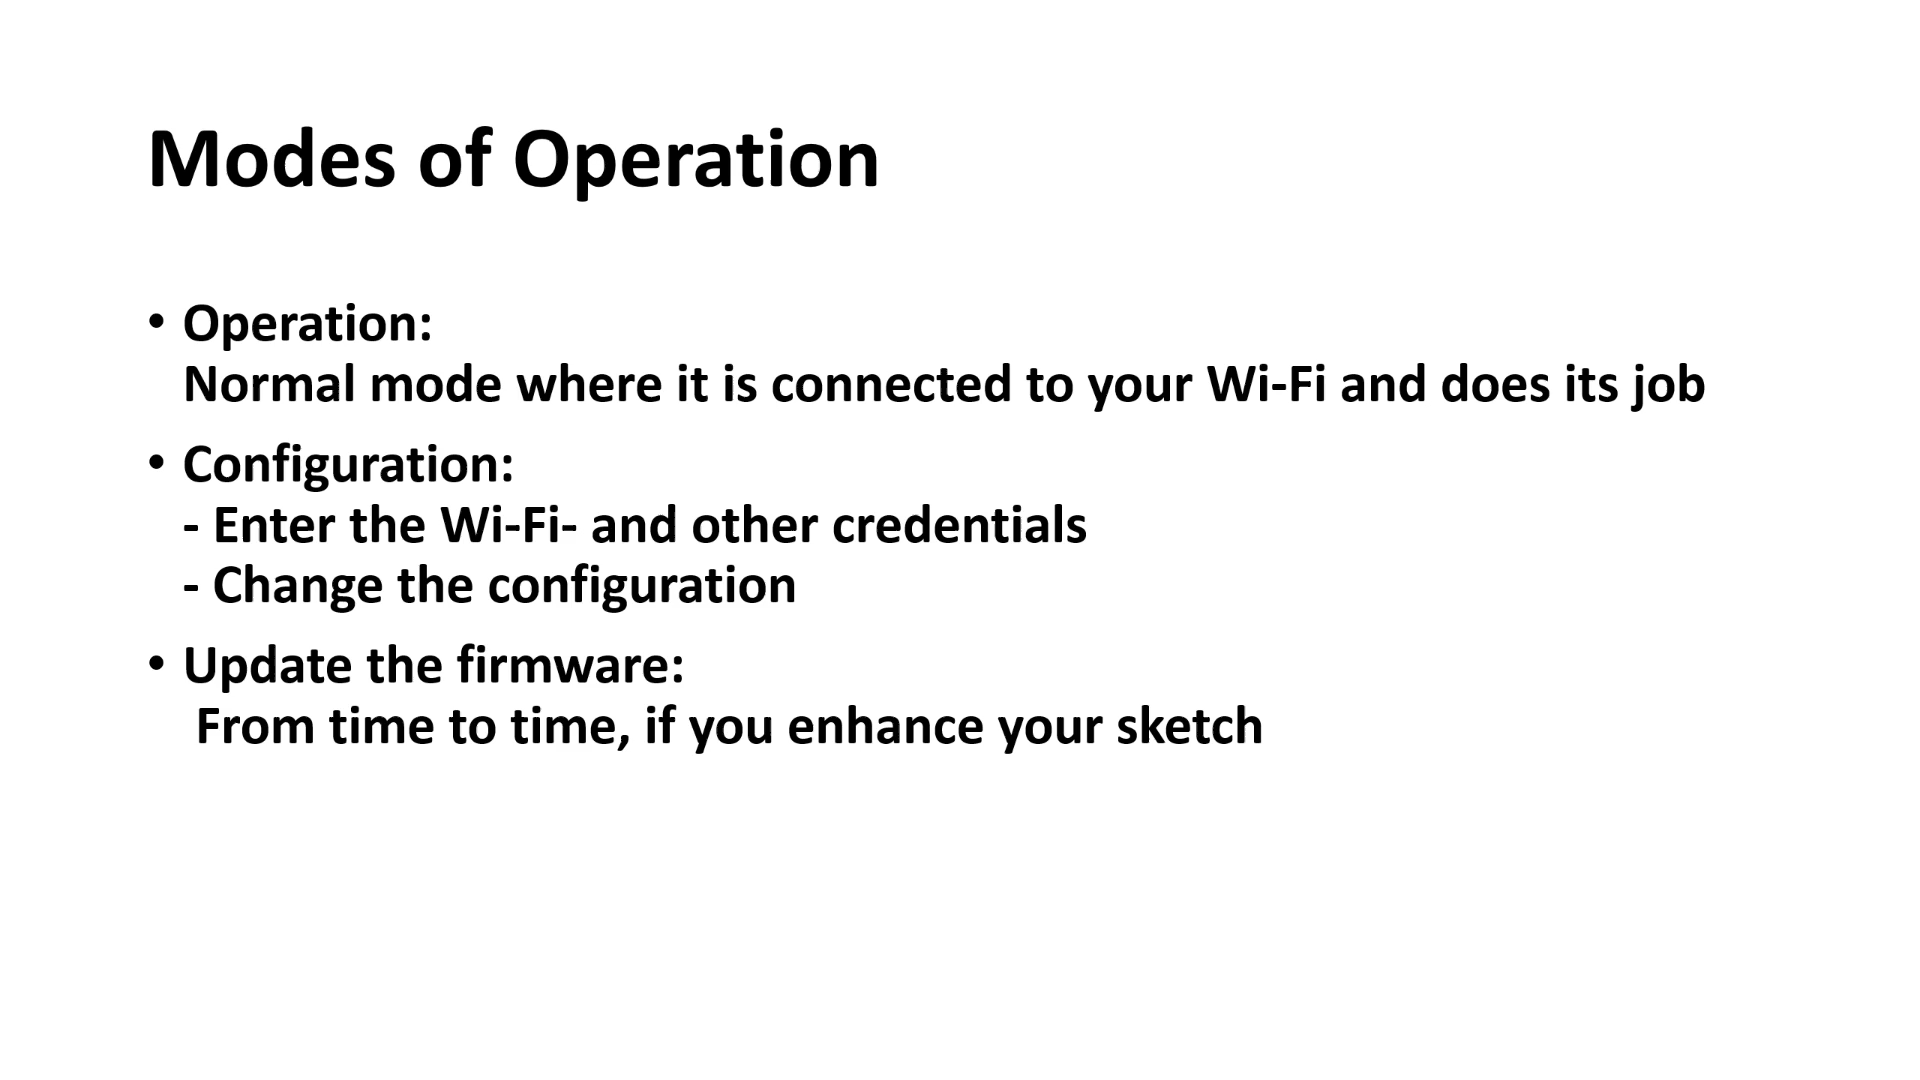 Modes of Operation
• Operation:
Normal mode where it is connected to your Wi-Fi and does its job
• Configuration:
- Enter the Wi-Fi- and other credentials
- Change the configuration
• Update the firmware:
From time to time, if you enhance your sketch